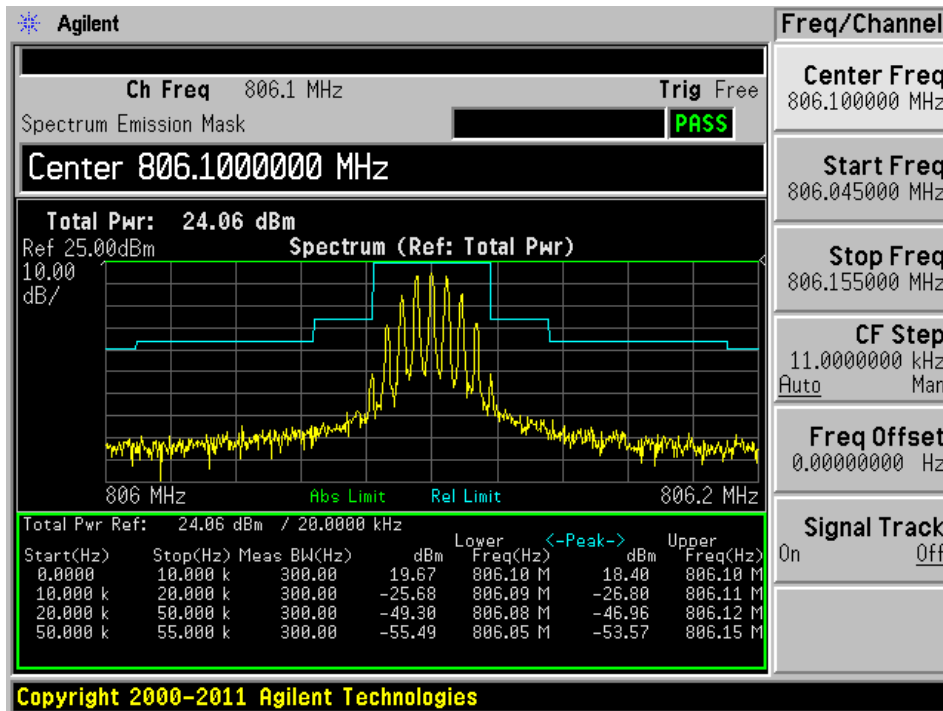 Agilent
Freq/Channel
Ch Freq 806.1 MHz Trig Free
Spectrum Emission Mask PASS
Center 806.1000000 MHz
Total Pwr: 24.06 dBm
Ref 25.00dBm Spectrum (Ref: Total Pwr)
10.00
dB/
806 MHz Abs Limit Rel Limit 806.2 MHz
Total Pwr Ref: 24.06 dBm / 20.0000 kHz
Lower <-Peak-> Upper
Start(Hz) Stop(Hz) Meas BW(Hz) dBm Freq(Hz) dBm Freq(Hz)
0.0000 10.000 k 300.00 19.67 806.10 M 18.40 806.10 M
10.000 k 20.000 k 300.00 -25.68 806.09 M -26.80 806.11 M
20.000 k 50.000 k 300.00 -49.30 806.08 M -46.96 806.12 M
50.000 k 55.000 k 300.00 -55.49 806.05 M -53.57 806.15 M
Center Freq
806.100000 MHz
Start Freq
806.045000 MHz
Stop Freq
806.155000 MHz
CF Step
11.0000000 kHz
Auto Man
Freq Offset
0.00000000 Hz
Signal Track
On Off
Copyright 2000-2011 Agilent Technologies